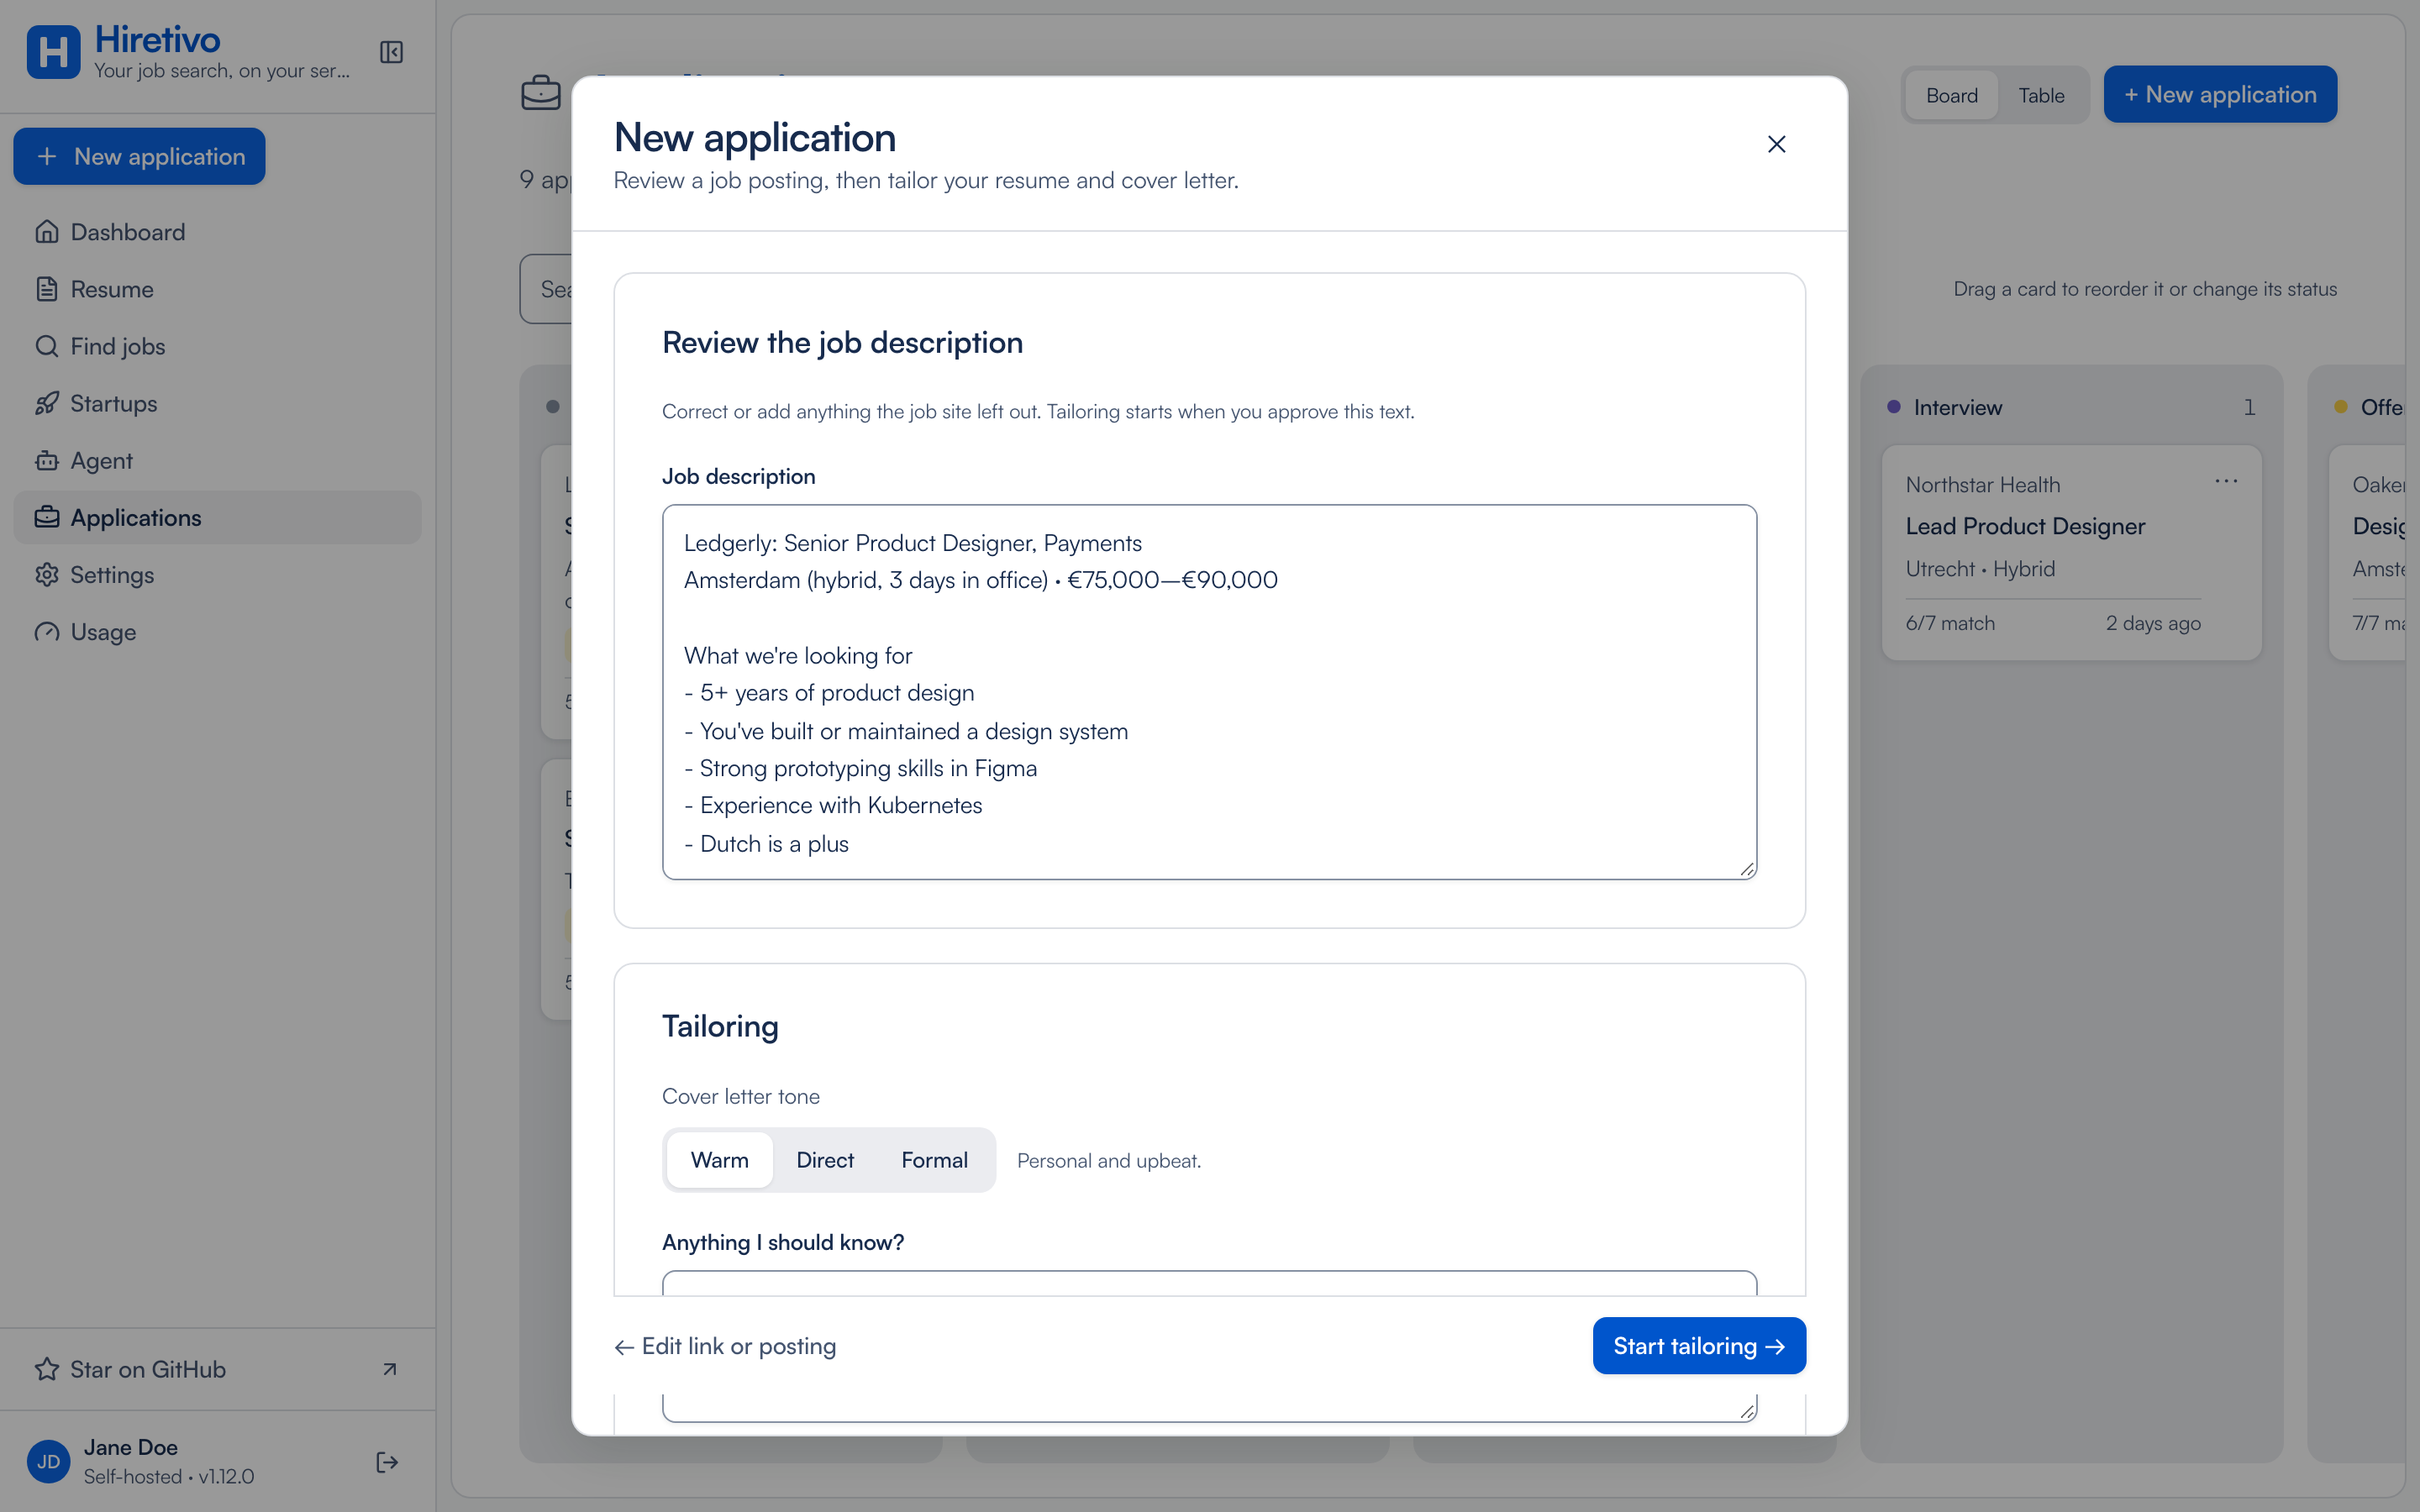 Hiretivo
Your job search, on your ser...
New application
Dashboard
Resume
Find jobs
Startups
Agent
Applications
Settings
Usage
Star on GitHub
JD
Jane Doe
Self-hosted • v1.12.0
Board
Table
+ New application
9
Drag a card to reorder it or change its status
Interview
1
Northstar Health
...
Lead Product Designer
Utrecht • Hybrid
6/7 match
2 days ago
7/7
New application
Review a job posting, then tailor your resume and cover letter.
Review the job description
Correct or add anything the job site left out. Tailoring starts when you approve this text.
Job description
Ledgerly: Senior Product Designer, Payments
Amsterdam (hybrid, 3 days in office) • €75,000–€90,000
What we're looking for
- 5+ years of product design
- You've built or maintained a design system
- Strong prototyping skills in Figma
- Experience with Kubernetes
- Dutch is a plus
Tailoring
Cover letter tone
Warm
Direct
Formal
Personal and upbeat.
Anything I should know?
← Edit link or posting
Start tailoring →